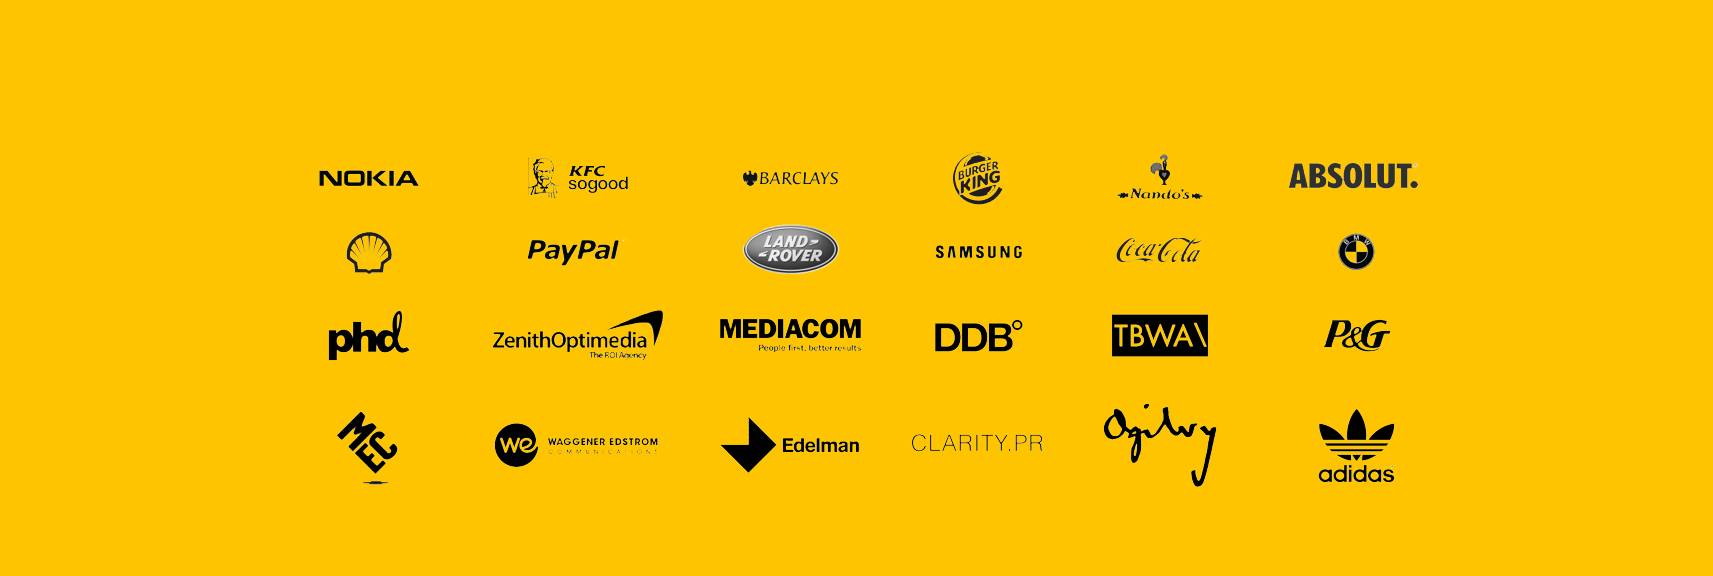 NOKIA
KFC
sogood
BARCLAYS
BURGER
KING
Nando's
ABSOLUT.
PayPal
LAND
ROVER
SAMSUNG
Coca-Cola
BMW
phd
ZenithOptimedia
The ROI Agency
MEDIACOM
People first, better results
DDB°
TBWA\
P&G
MEC
we
WAGGENER EDSTROM
COMMUNICATIONS
Edelman
CLARITY.PR
Ogilvy
adidas